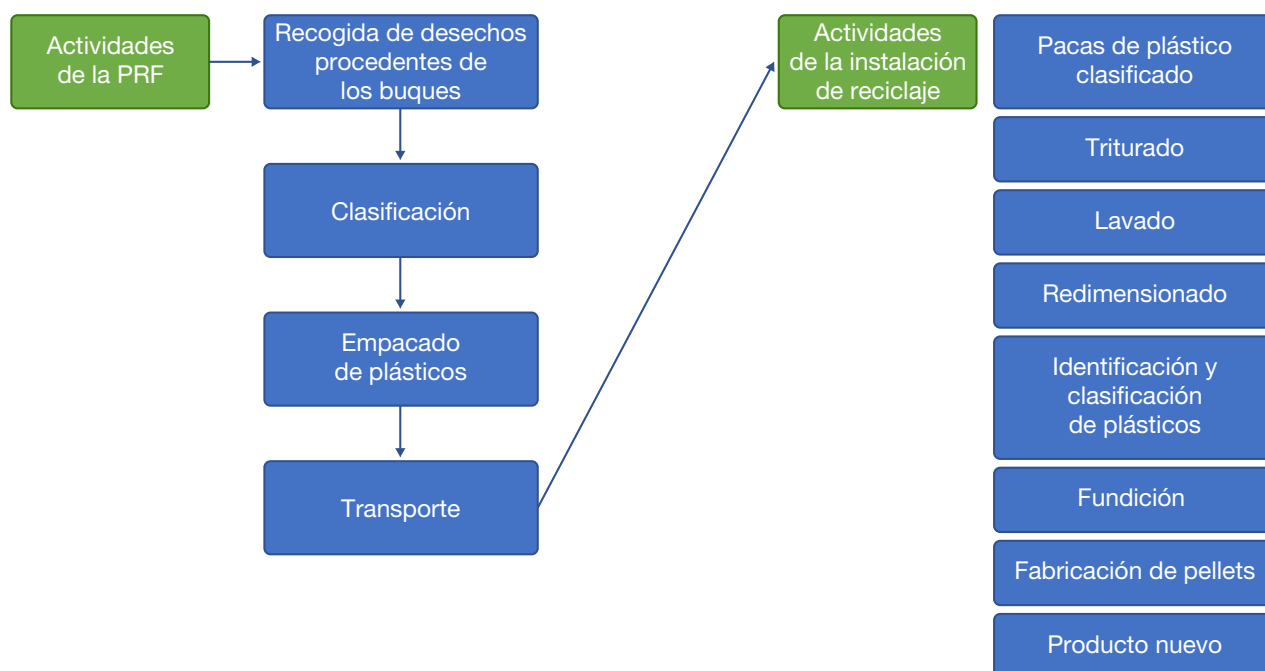 Actividades
de la PRF
Recogida de desechos
procedentes de
los buques
Clasificación
Empacado
de plásticos
Transporte
Actividades
de la instalación
de reciclaje
Pacas de plástico
clasificado
Triturado
Lavado
Redimensionado
Identificación y
clasificación
de plásticos
Fundición
Fabricación de pellets
Producto nuevo